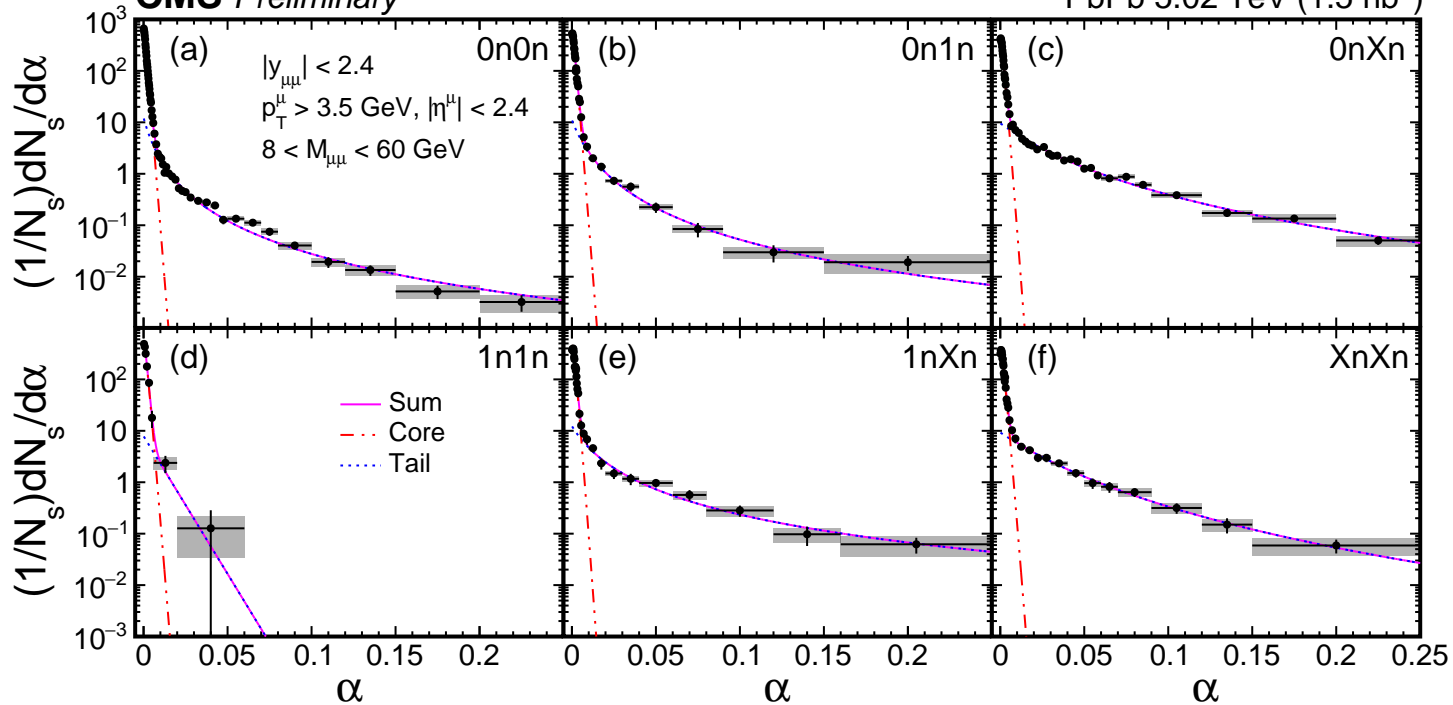 CMS Preliminary
PbPb 5.02 TeV (1.5 nb⁻¹)
(a) 0n0n
|y_μμ| < 2.4
p_T^μ > 3.5 GeV, |η^μ| < 2.4
8 < M_μμ < 60 GeV
(b) 0n1n
(c) 0nXn
10³
10²
10
1
10⁻¹
10⁻²
(1/N_s)dN_s/dα
(d) 1n1n
Sum
Core
Tail
(e) 1nXn
(f) XnXn
10²
10
1
10⁻¹
10⁻²
10⁻³
(1/N_s)dN_s/dα
0 0.05 0.1 0.15 0.2
0 0.05 0.1 0.15 0.2
0 0.05 0.1 0.15 0.2 0.25
α α α